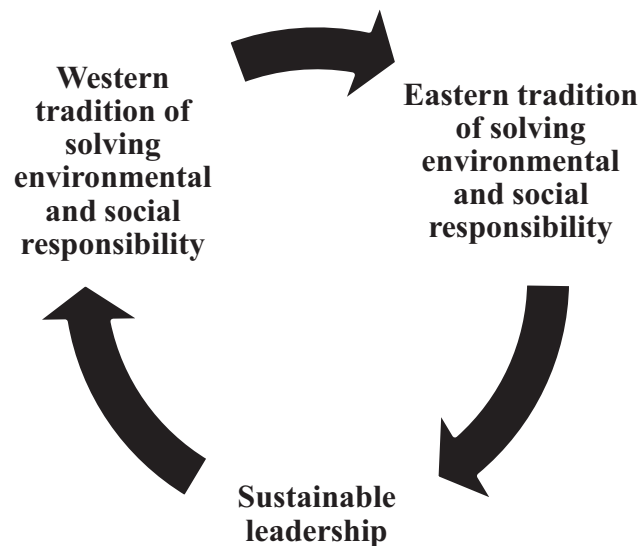 Western
tradition of
solving
environmental
and social
responsibility
Eastern tradition
of solving
environmental
and social
responsibility
Sustainable
leadership